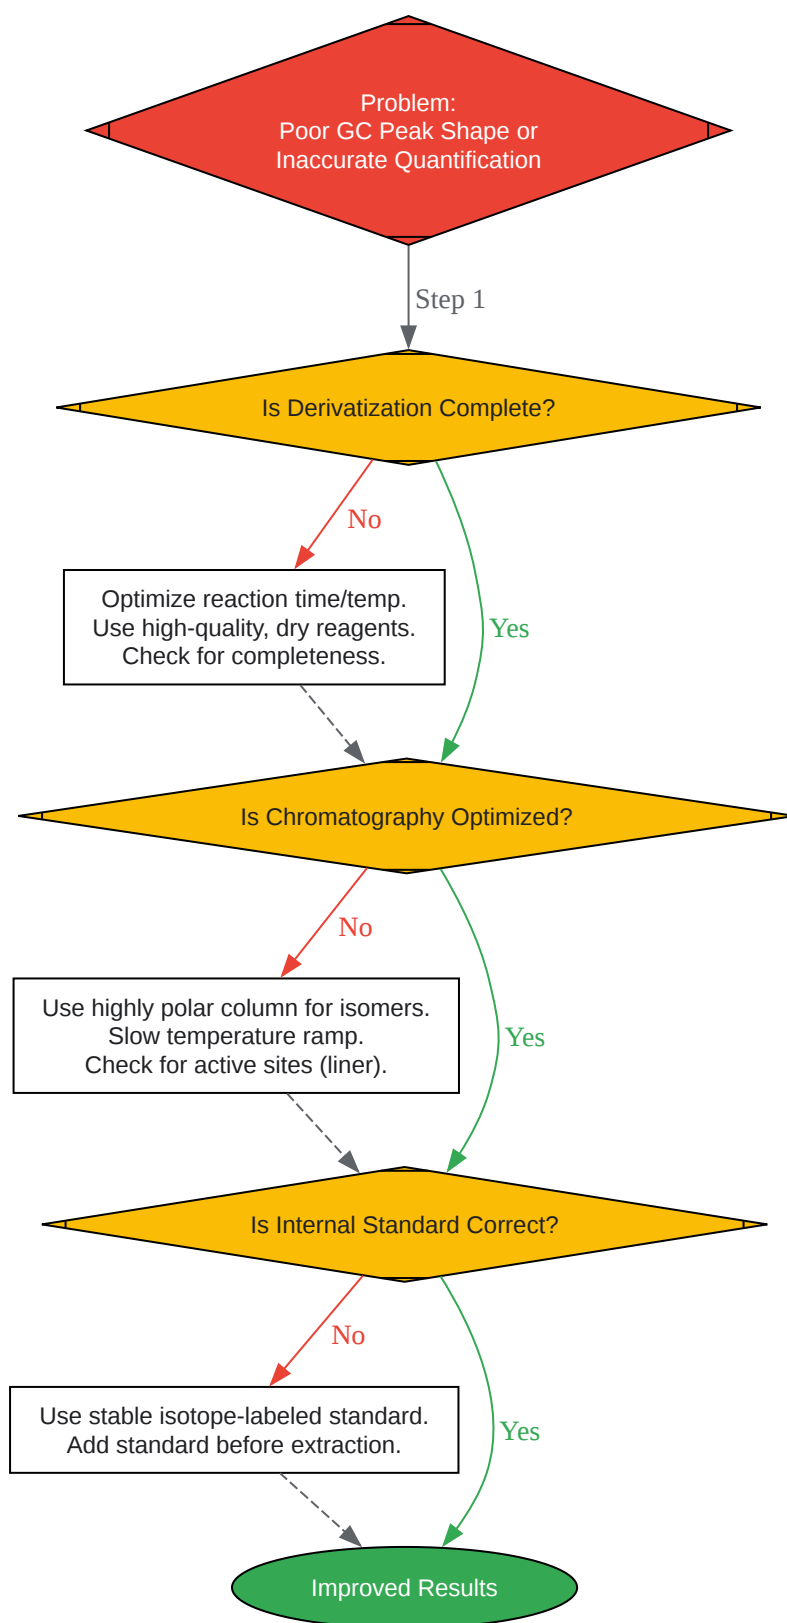 Problem:
Poor GC Peak Shape or
Inaccurate Quantification
Step 1
Is Derivatization Complete?
No
Optimize reaction time/temp.
Use high-quality, dry reagents.
Check for completeness.
Yes
Is Chromatography Optimized?
No
Use highly polar column for isomers.
Slow temperature ramp.
Check for active sites (liner).
Yes
Is Internal Standard Correct?
No
Use stable isotope-labeled standard.
Add standard before extraction.
Yes
Improved Results